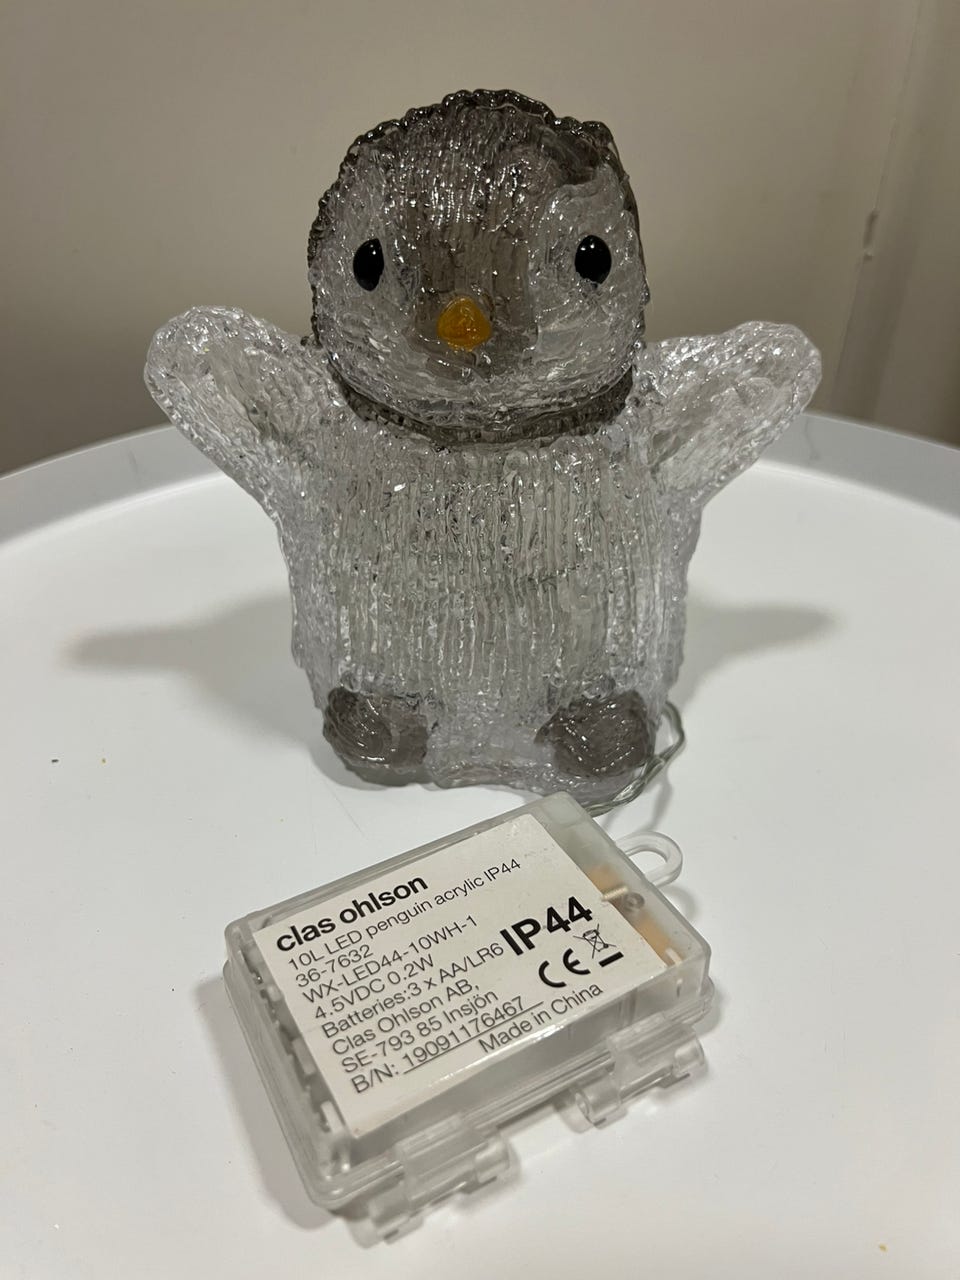 clas ohlson
10L LED penguin acrylic IP44
36-7632
WX-LED44-10WH-1
4.5VDC 0.2W
Batteries:3 x AA/LR6
IP44
CE
Clas Ohlson AB,
SE-793 85 Insjön
B/N: 19091176467
Made in China